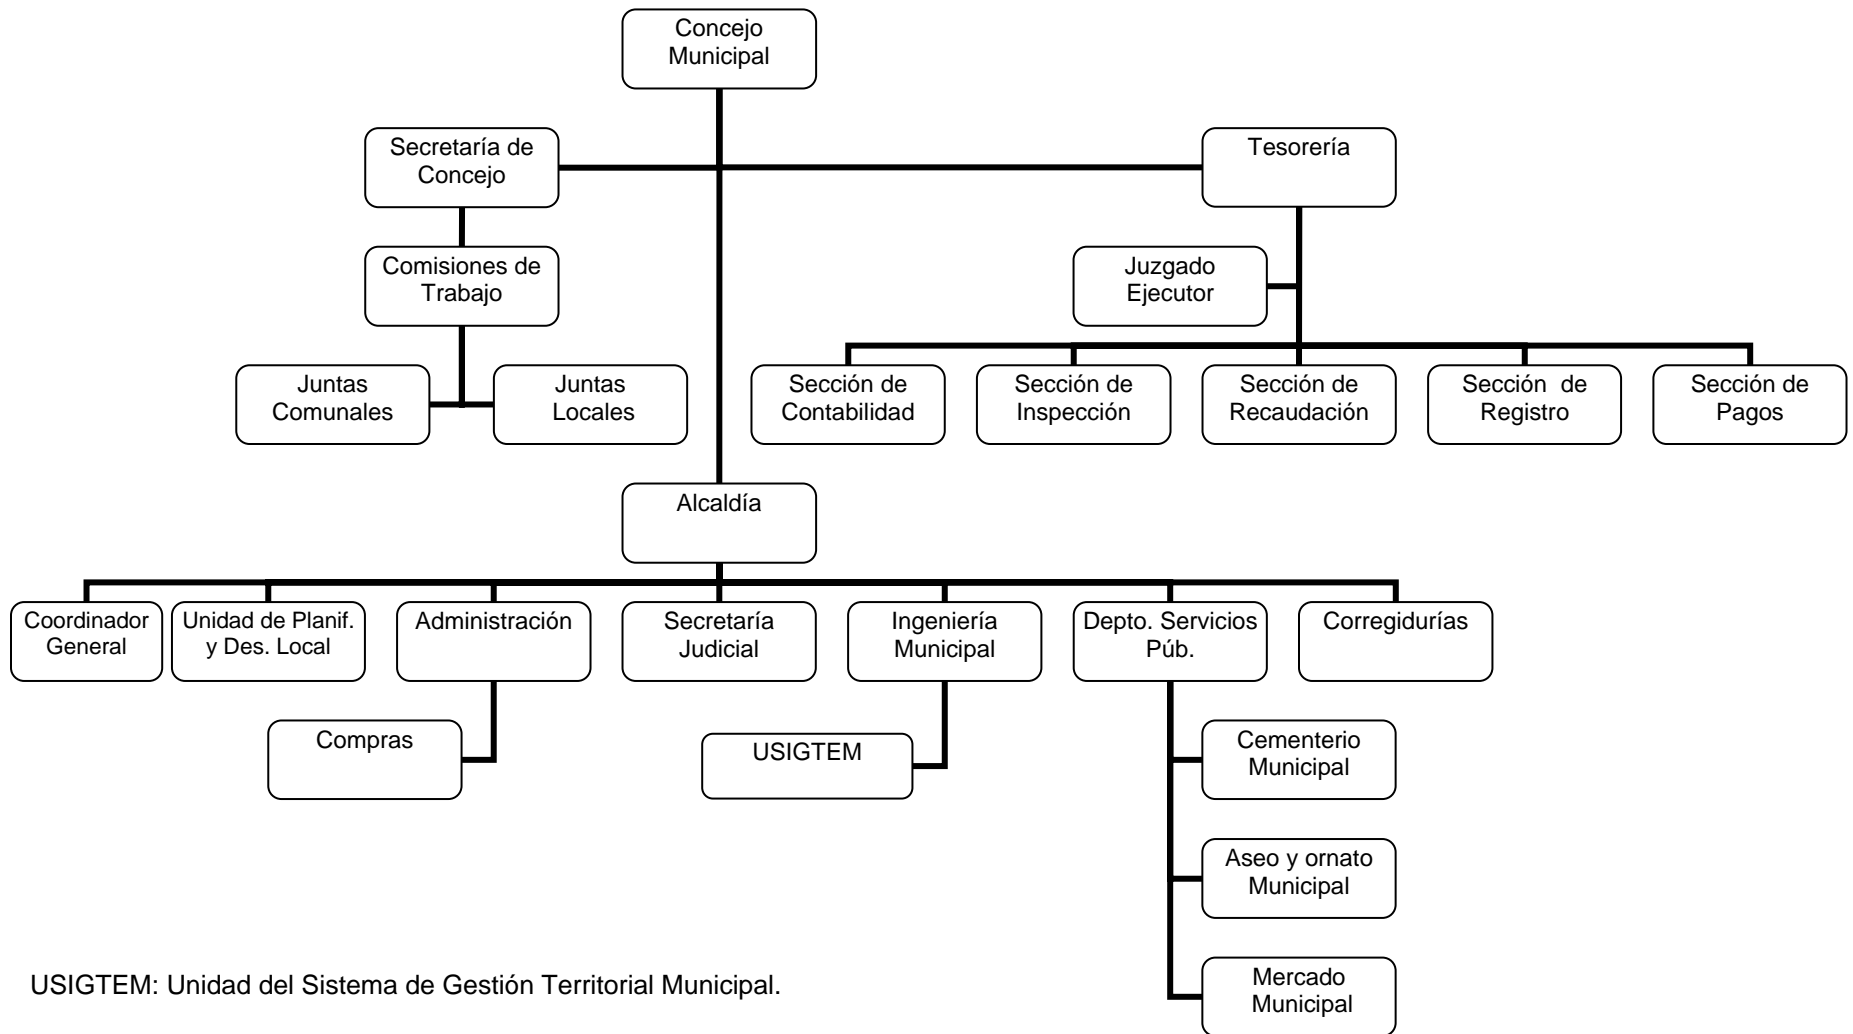 Concejo
Municipal
Secretaría de
Concejo
Tesorería
Comisiones de
Trabajo
Juzgado
Ejecutor
Juntas
Comunales
Juntas
Locales
Sección de
Contabilidad
Sección de
Inspección
Sección de
Recaudación
Sección de
Registro
Sección de
Pagos
Alcaldía
Coordinador
General
Unidad de Planif.
y Des. Local
Administración
Secretaría
Judicial
Ingeniería
Municipal
Depto. Servicios
Púb.
Corregidurías
Compras
USIGTEM
Cementerio
Municipal
Aseo y ornato
Municipal
Mercado
Municipal
USIGTEM: Unidad del Sistema de Gestión Territorial Municipal.